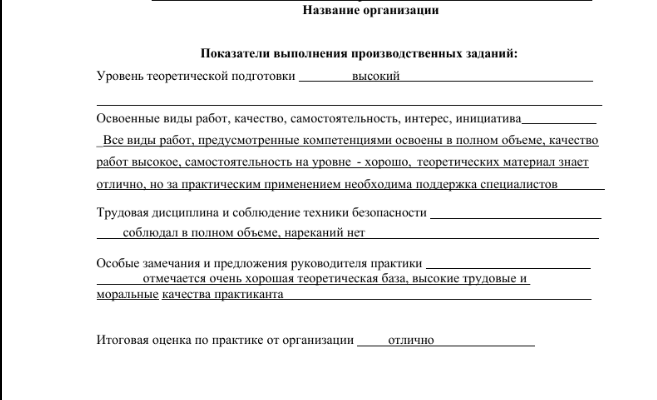 Название организации
Показатели выполнения производственных заданий:
Уровень теоретической подготовки высокий
Освоенные виды работ, качество, самостоятельность, интерес, инициатива
Все виды работ, предусмотренные компетенциями освоены в полном объеме, качество
работ высокое, самостоятельность на уровне - хорошо, теоретических материал знает
отлично, но за практическим применением необходима поддержка специалистов
Трудовая дисциплина и соблюдение техники безопасности
соблюдал в полном объеме, нареканий нет
Особые замечания и предложения руководителя практики
отмечается очень хорошая теоретическая база, высокие трудовые и
моральные качества практиканта
Итоговая оценка по практике от организации отлично